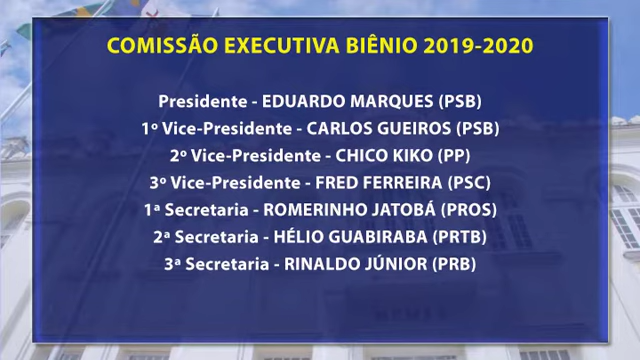 COMISSÃO EXECUTIVA BIÊNIO 2019-2020
Presidente - EDUARDO MARQUES (PSB)
1º Vice-Presidente - CARLOS GUEIROS (PSB)
2º Vice-Presidente - CHICO KIKO (PP)
3º Vice-Presidente - FRED FERREIRA (PSC)
1ª Secretaria - ROMERINHO JATOBÁ (PROS)
2ª Secretaria - HÉLIO GUABIRABA (PRTB)
3ª Secretaria - RINALDO JÚNIOR (PRB)